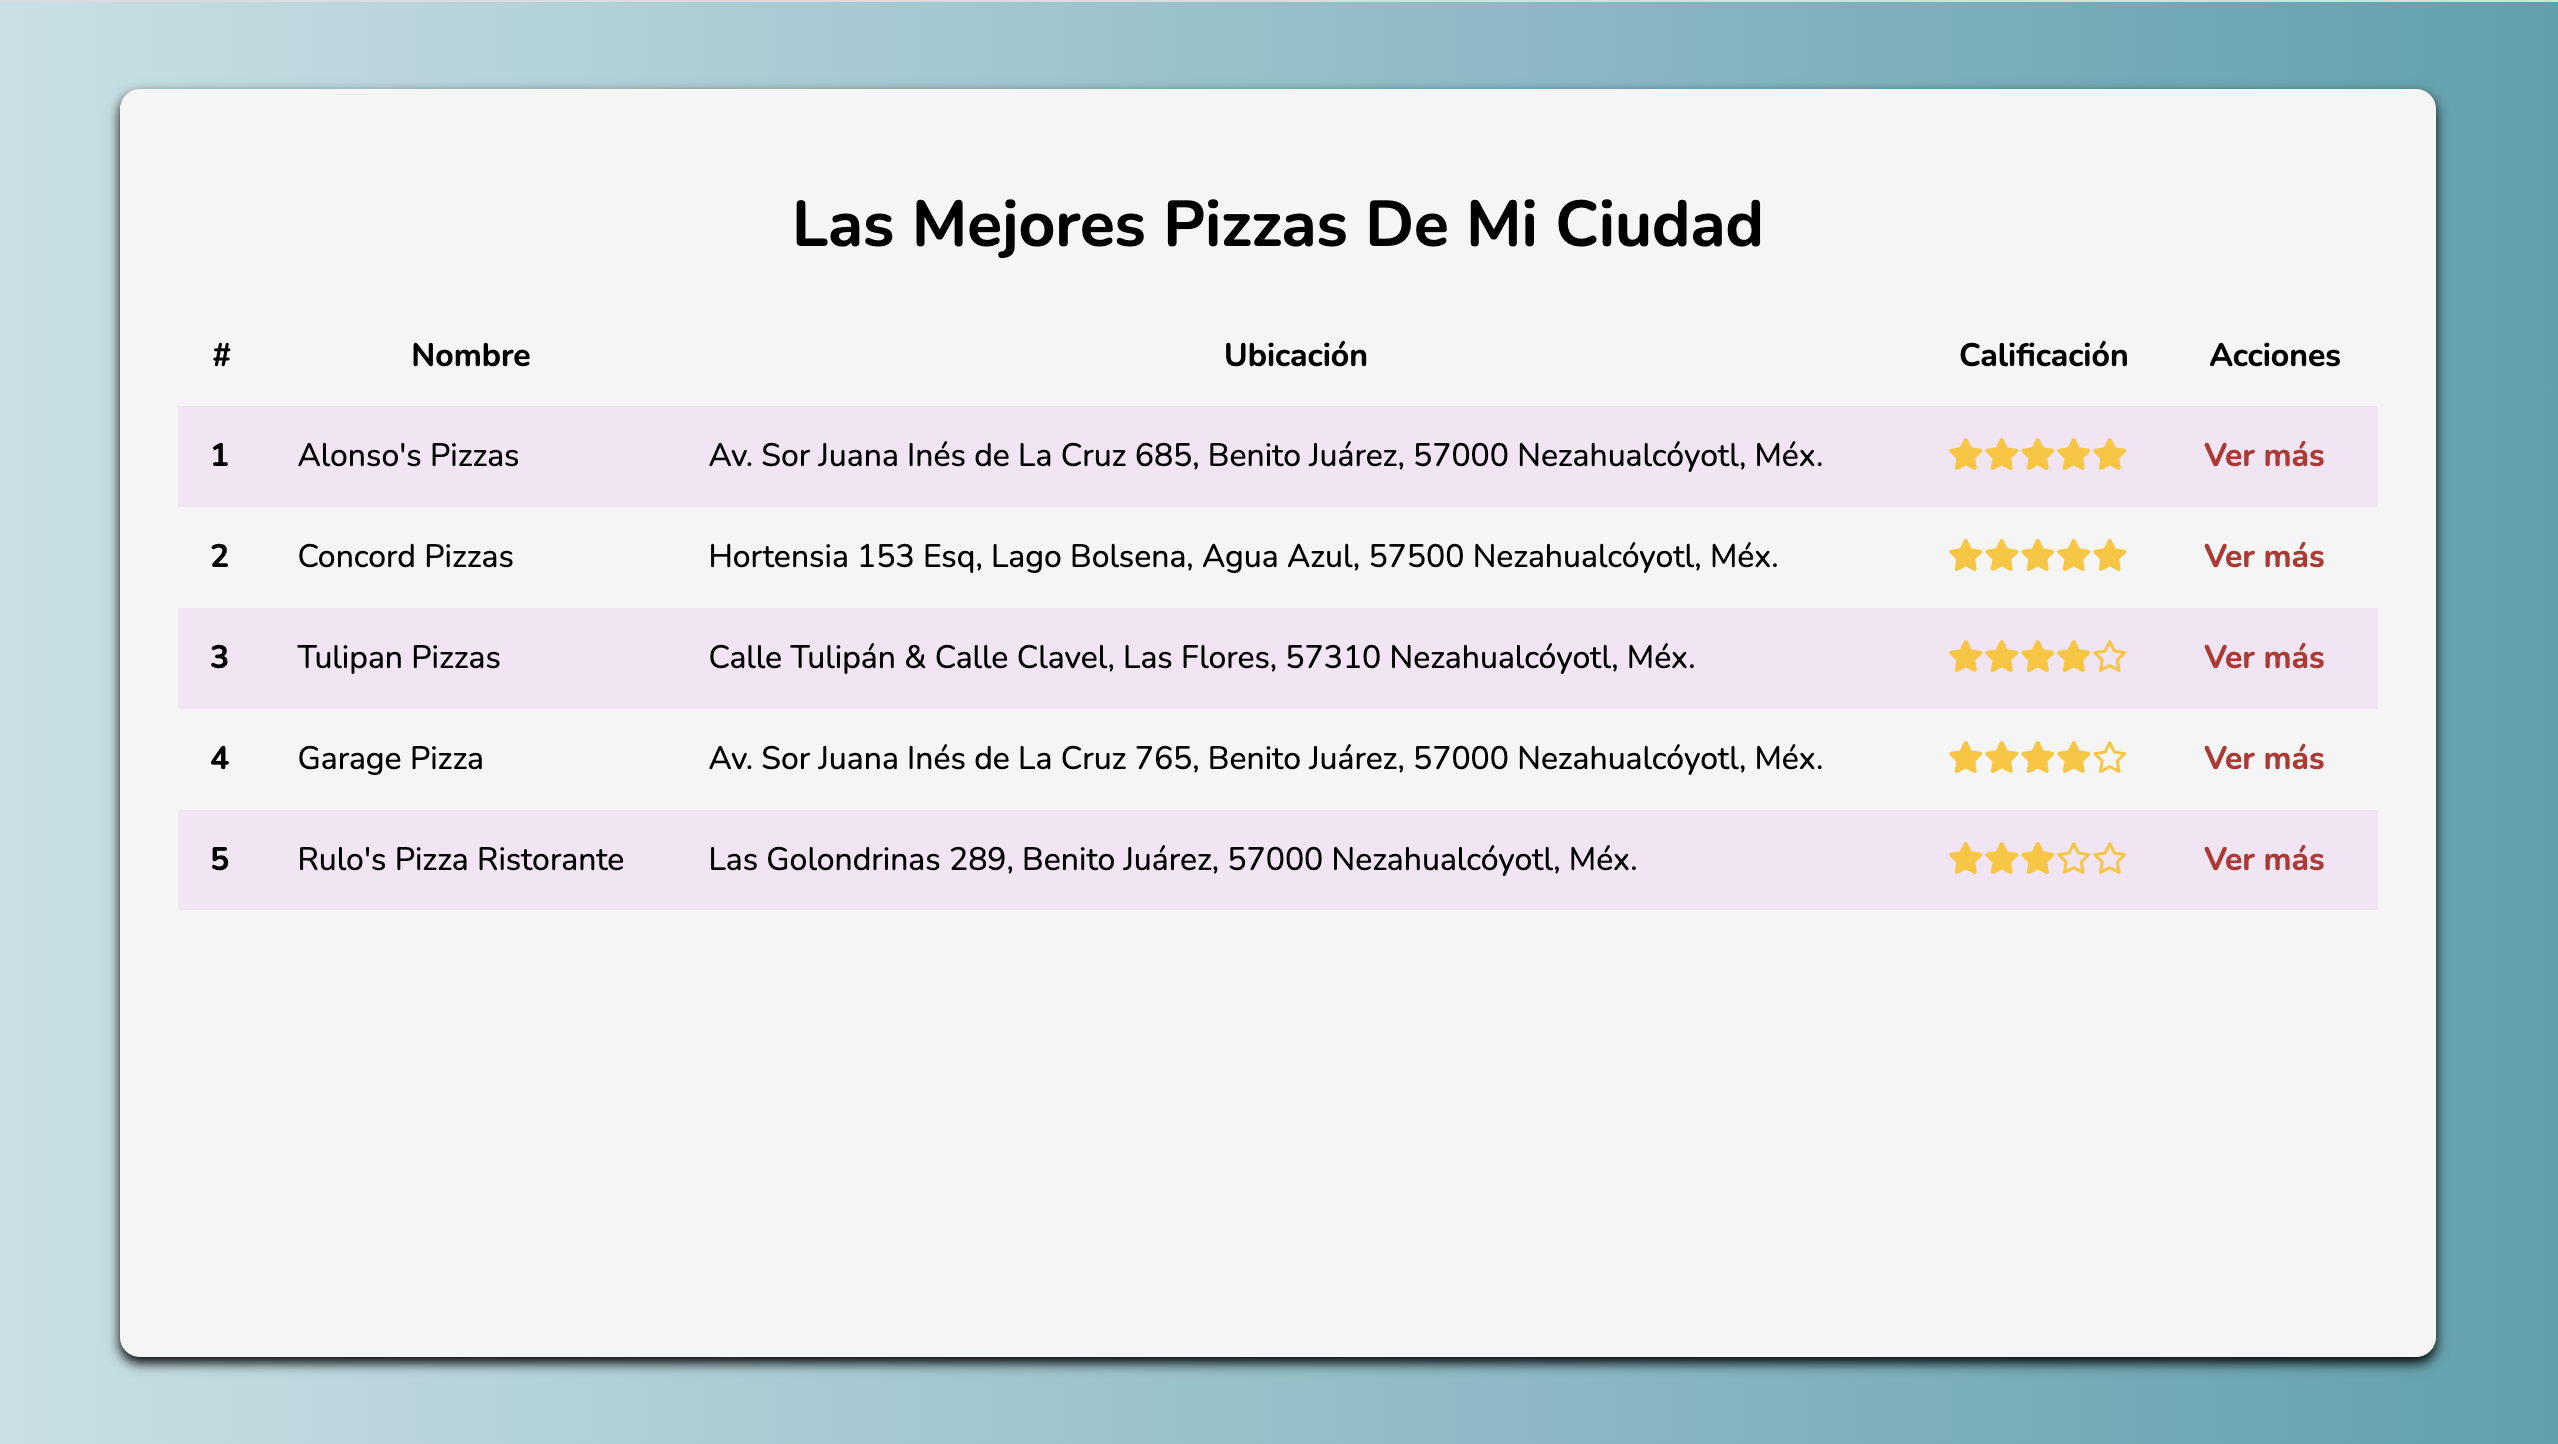 Las Mejores Pizzas De Mi Ciudad
# Nombre Ubicación Calificación Acciones
1 Alonso's Pizzas Av. Sor Juana Inés de La Cruz 685, Benito Juárez, 57000 Nezahualcóyotl, Méx. Ver más
2 Concord Pizzas Hortensia 153 Esq, Lago Bolsena, Agua Azul, 57500 Nezahualcóyotl, Méx. Ver más
3 Tulipan Pizzas Calle Tulipán & Calle Clavel, Las Flores, 57310 Nezahualcóyotl, Méx. Ver más
4 Garage Pizza Av. Sor Juana Inés de La Cruz 765, Benito Juárez, 57000 Nezahualcóyotl, Méx. Ver más
5 Rulo's Pizza Ristorante Las Golondrinas 289, Benito Juárez, 57000 Nezahualcóyotl, Méx. Ver más